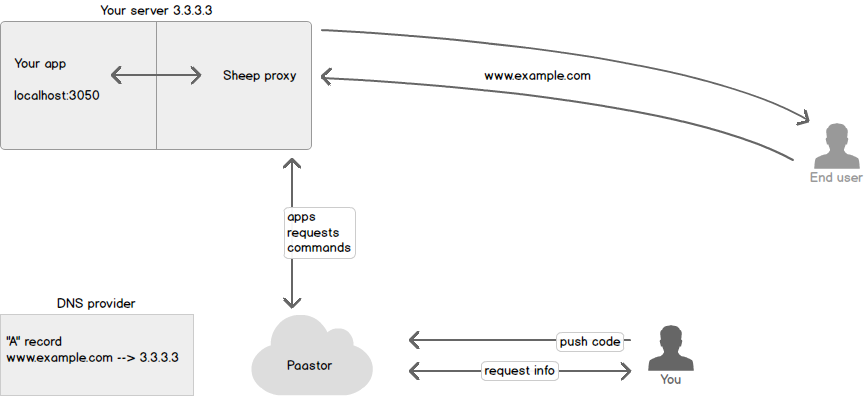 Your server 3.3.3.3
Your app
localhost:3050
Sheep proxy
www.example.com
End user
apps
requests
commands
DNS provider
"A" record
www.example.com --> 3.3.3.3
Paastor
push code
request info
You